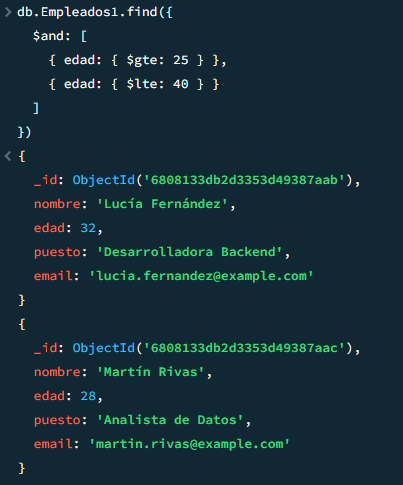 > db.Empleados1.find({
$and: [
{ edad: { $gte: 25 } },
{ edad: { $lte: 40 } }
]
})
< {
_id: ObjectId('6808133db2d3353d49387aab'),
nombre: 'Lucía Fernández',
edad: 32,
puesto: 'Desarrolladora Backend',
email: 'lucia.fernandez@example.com'
}
{
_id: ObjectId('6808133db2d3353d49387aac'),
nombre: 'Martín Rivas',
edad: 28,
puesto: 'Analista de Datos',
email: 'martin.rivas@example.com'
}